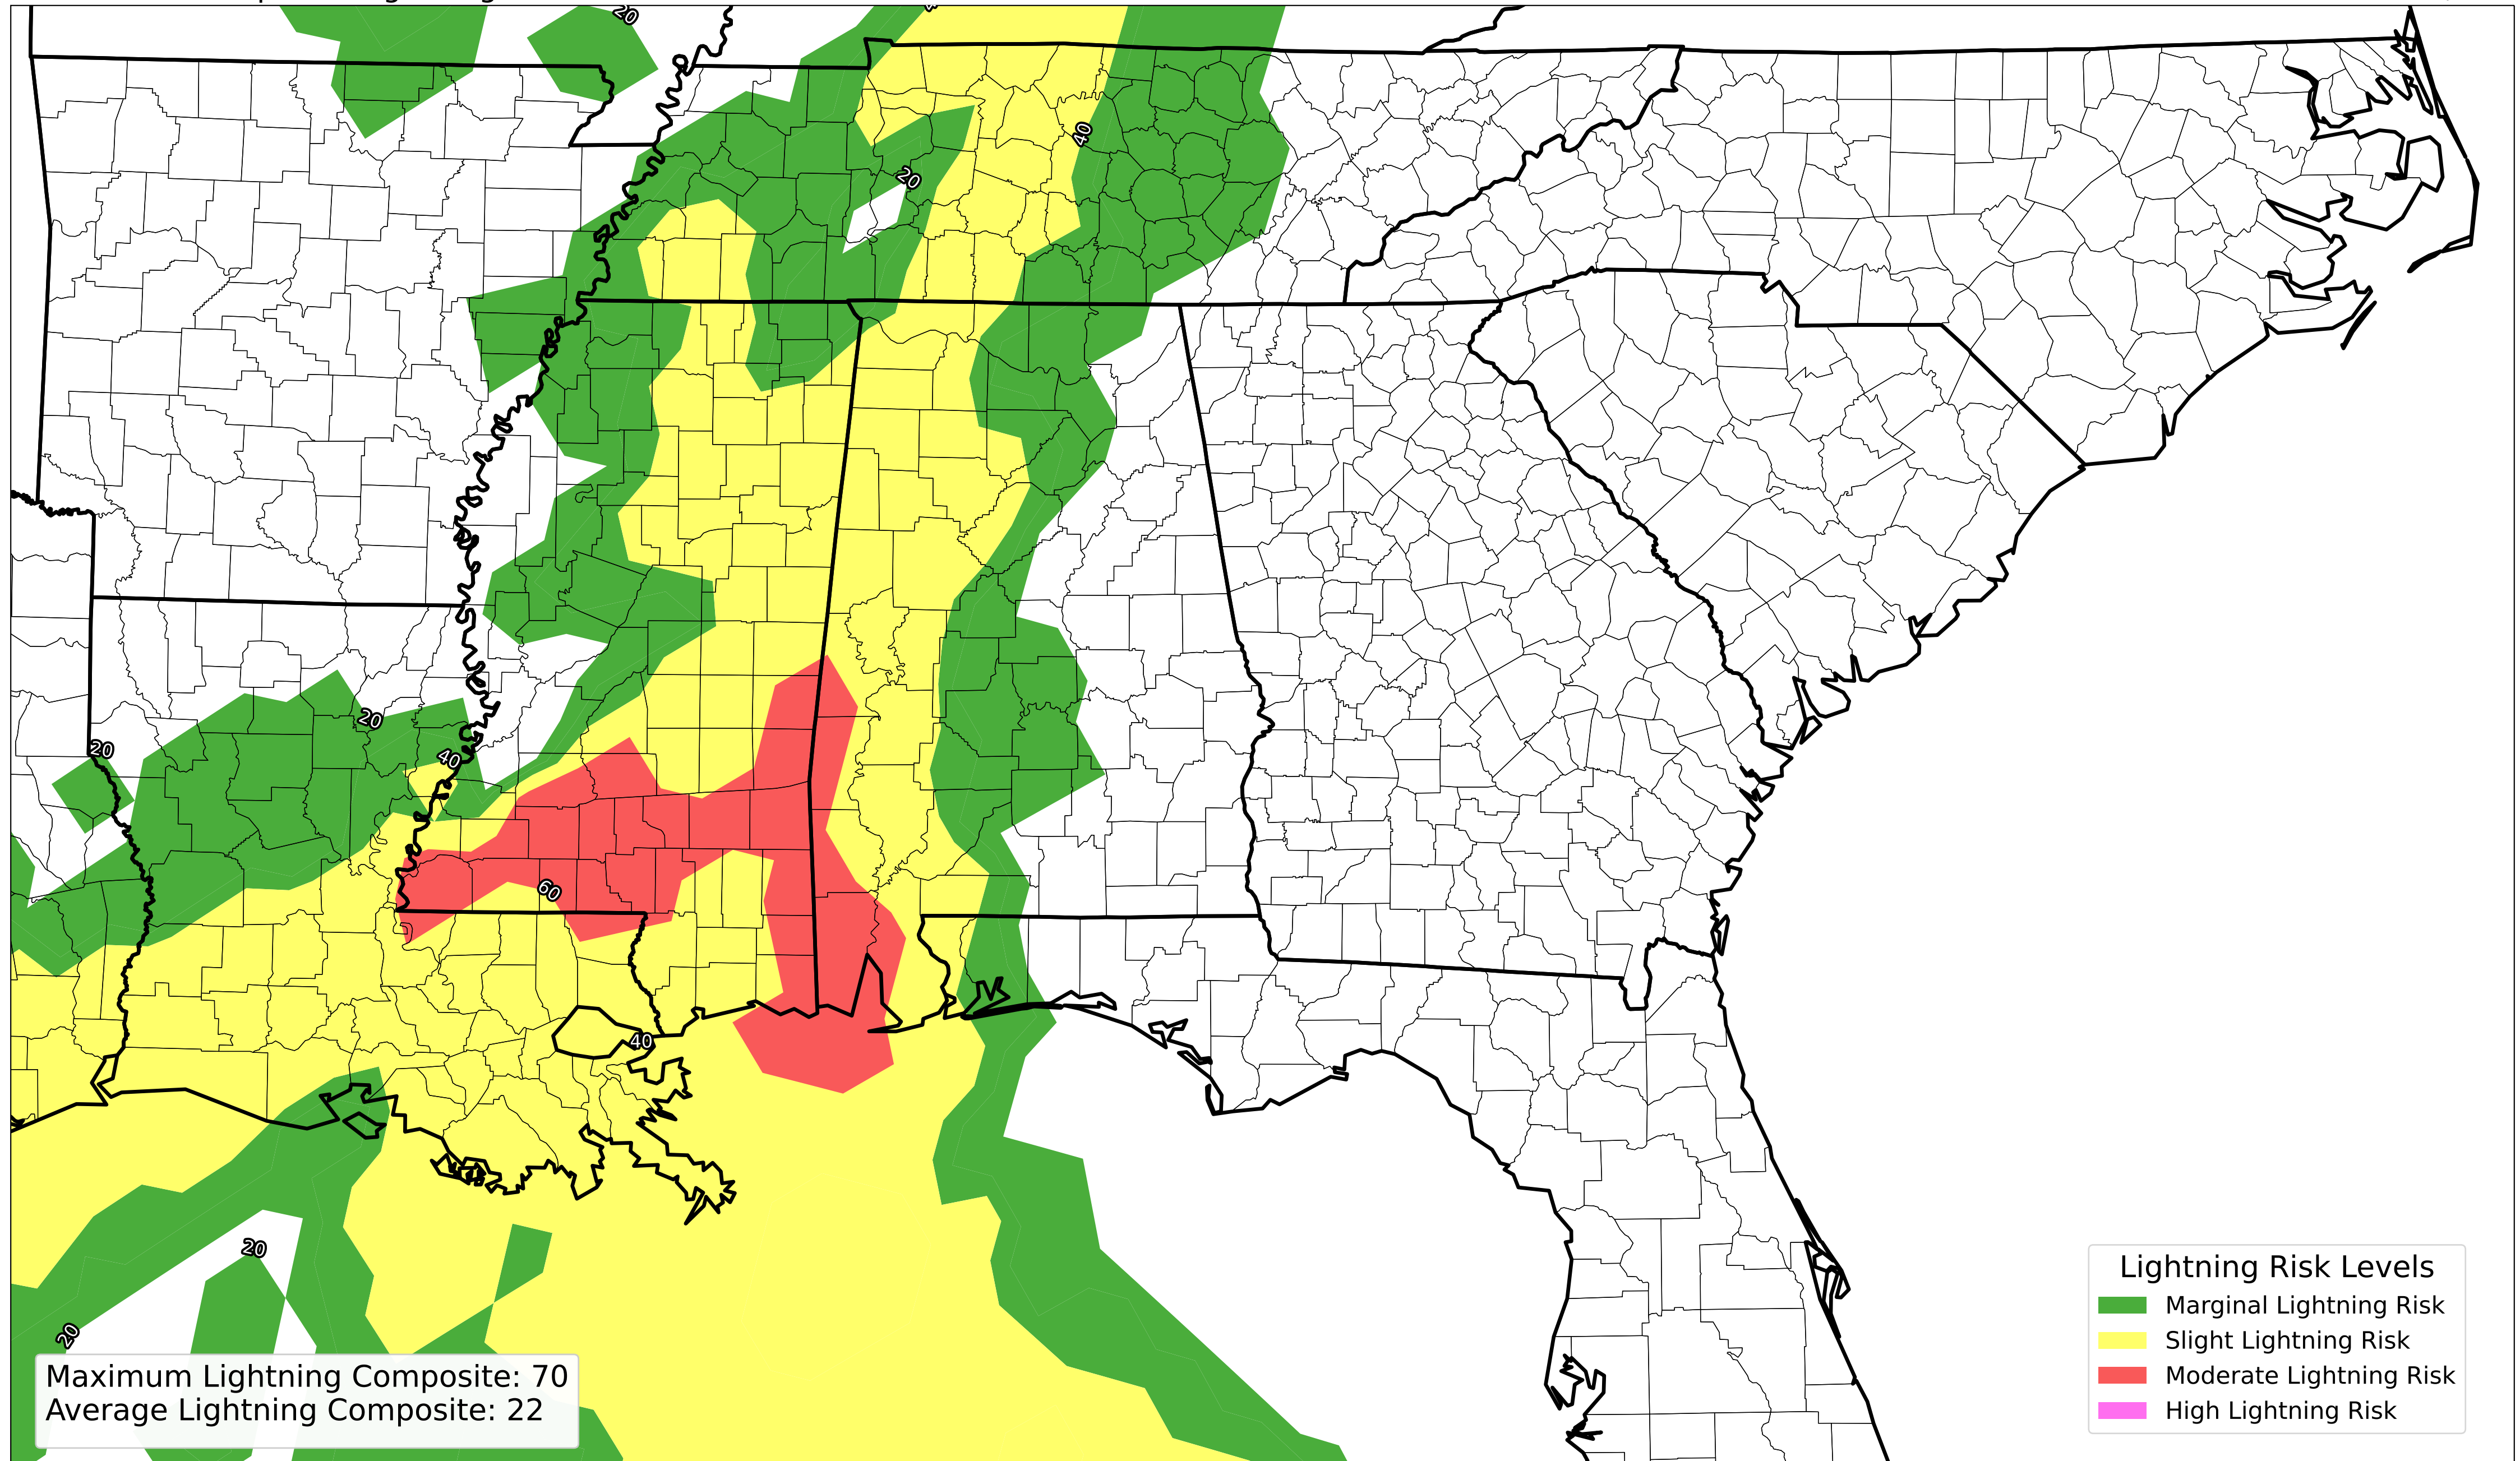 20
40
20
20
20
40
60
40
20
20
Maximum Lightning Composite: 70
Average Lightning Composite: 22
Lightning Risk Levels
Marginal Lightning Risk
Slight Lightning Risk
Moderate Lightning Risk
High Lightning Risk